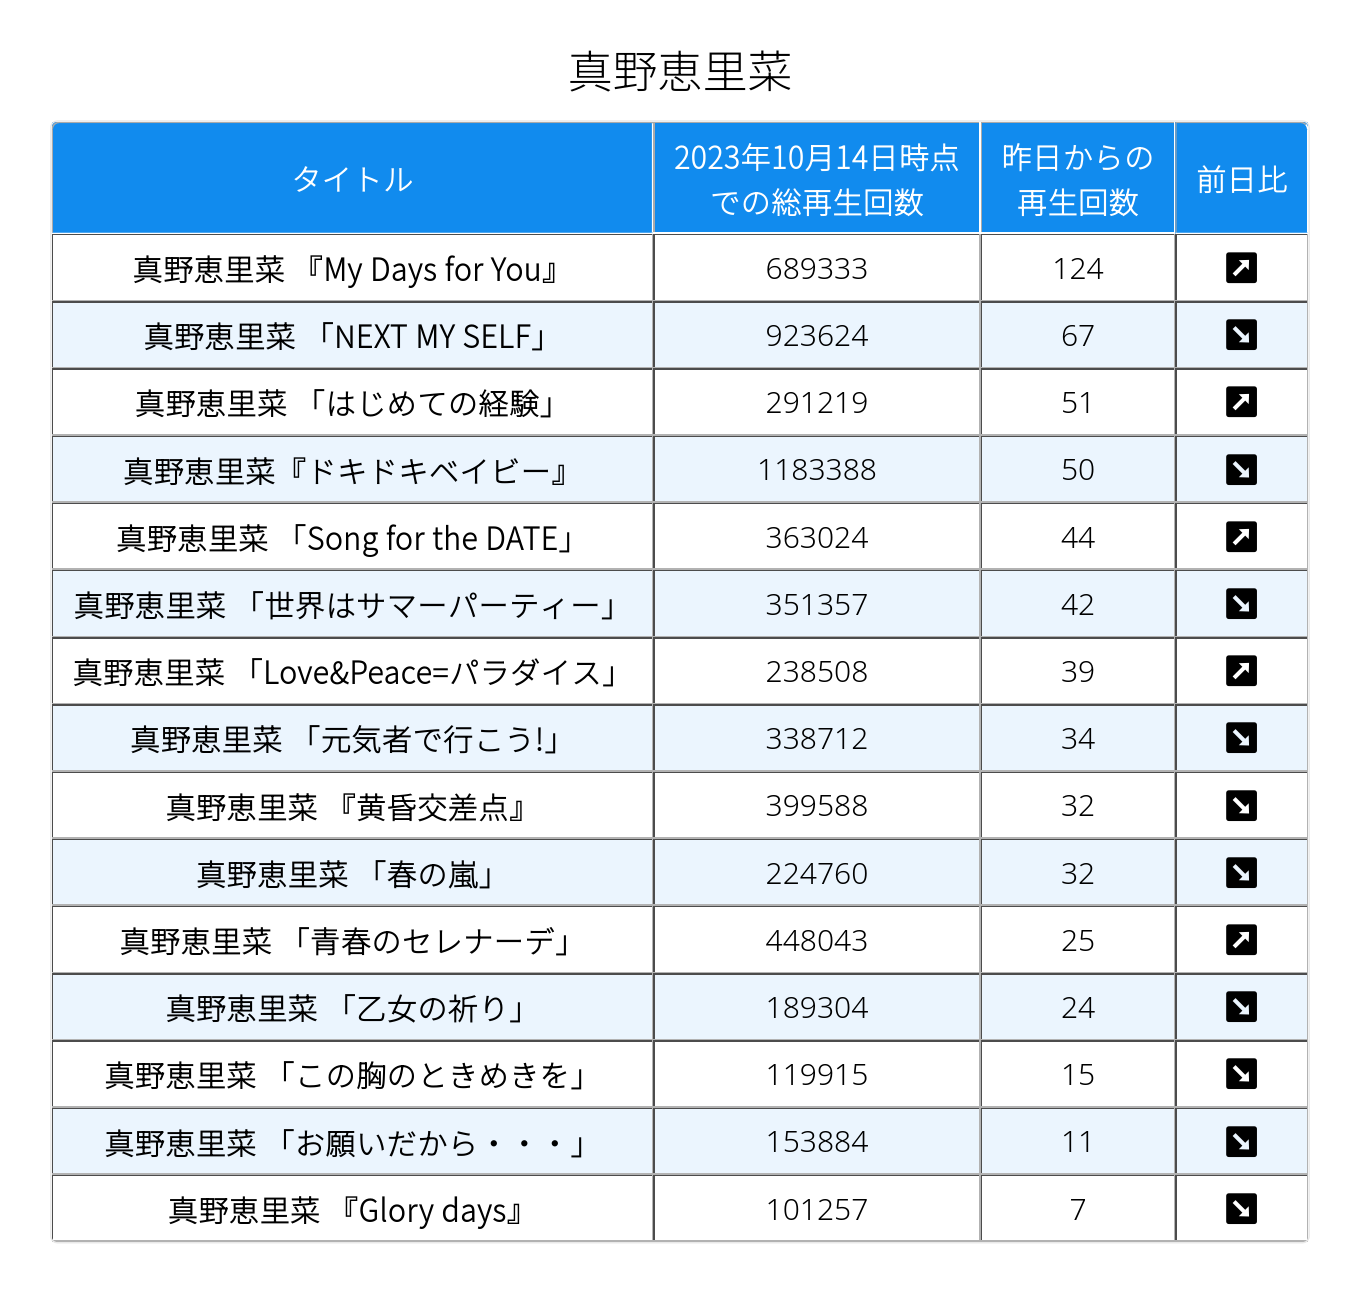 真野恵里菜
タイトル
2023年10月14日時点
での総再生回数
昨日からの
再生回数
前日比
真野恵里菜 『My Days for You』 689333 124 ↗
真野恵里菜 「NEXT MY SELF」 923624 67 ↘
真野恵里菜 「はじめての経験」 291219 51 ↗
真野恵里菜『ドキドキベイビー』 1183388 50 ↘
真野恵里菜 「Song for the DATE」 363024 44 ↗
真野恵里菜 「世界はサマーパーティー」 351357 42 ↘
真野恵里菜 「Love&Peace=パラダイス」 238508 39 ↗
真野恵里菜 「元気者で行こう!」 338712 34 ↘
真野恵里菜 『黄昏交差点』 399588 32 ↘
真野恵里菜 「春の嵐」 224760 32 ↘
真野恵里菜 「青春のセレナーデ」 448043 25 ↗
真野恵里菜 「乙女の祈り」 189304 24 ↘
真野恵里菜 「この胸のときめきを」 119915 15 ↘
真野恵里菜 「お願いだから・・・」 153884 11 ↘
真野恵里菜 『Glory days』 101257 7 ↘